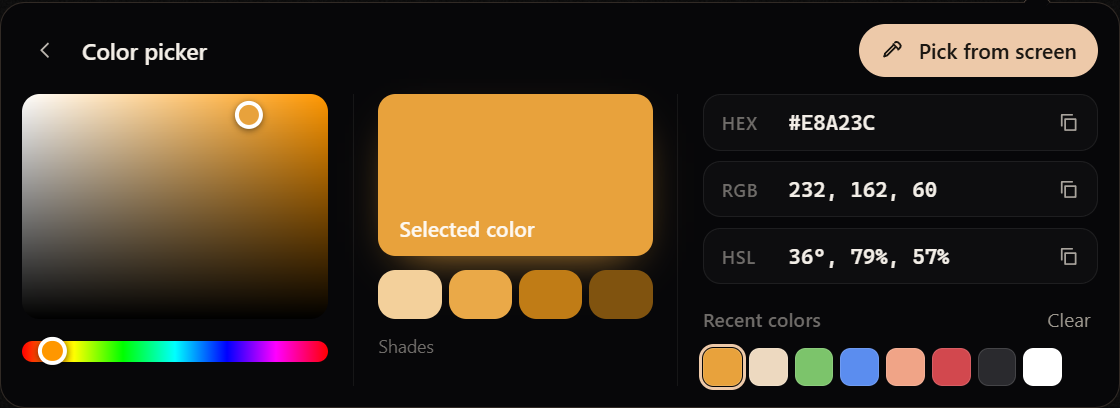 Color picker
Pick from screen
Selected color
Shades
HEX #E8A23C
RGB 232, 162, 60
HSL 36°, 79%, 57%
Recent colors Clear